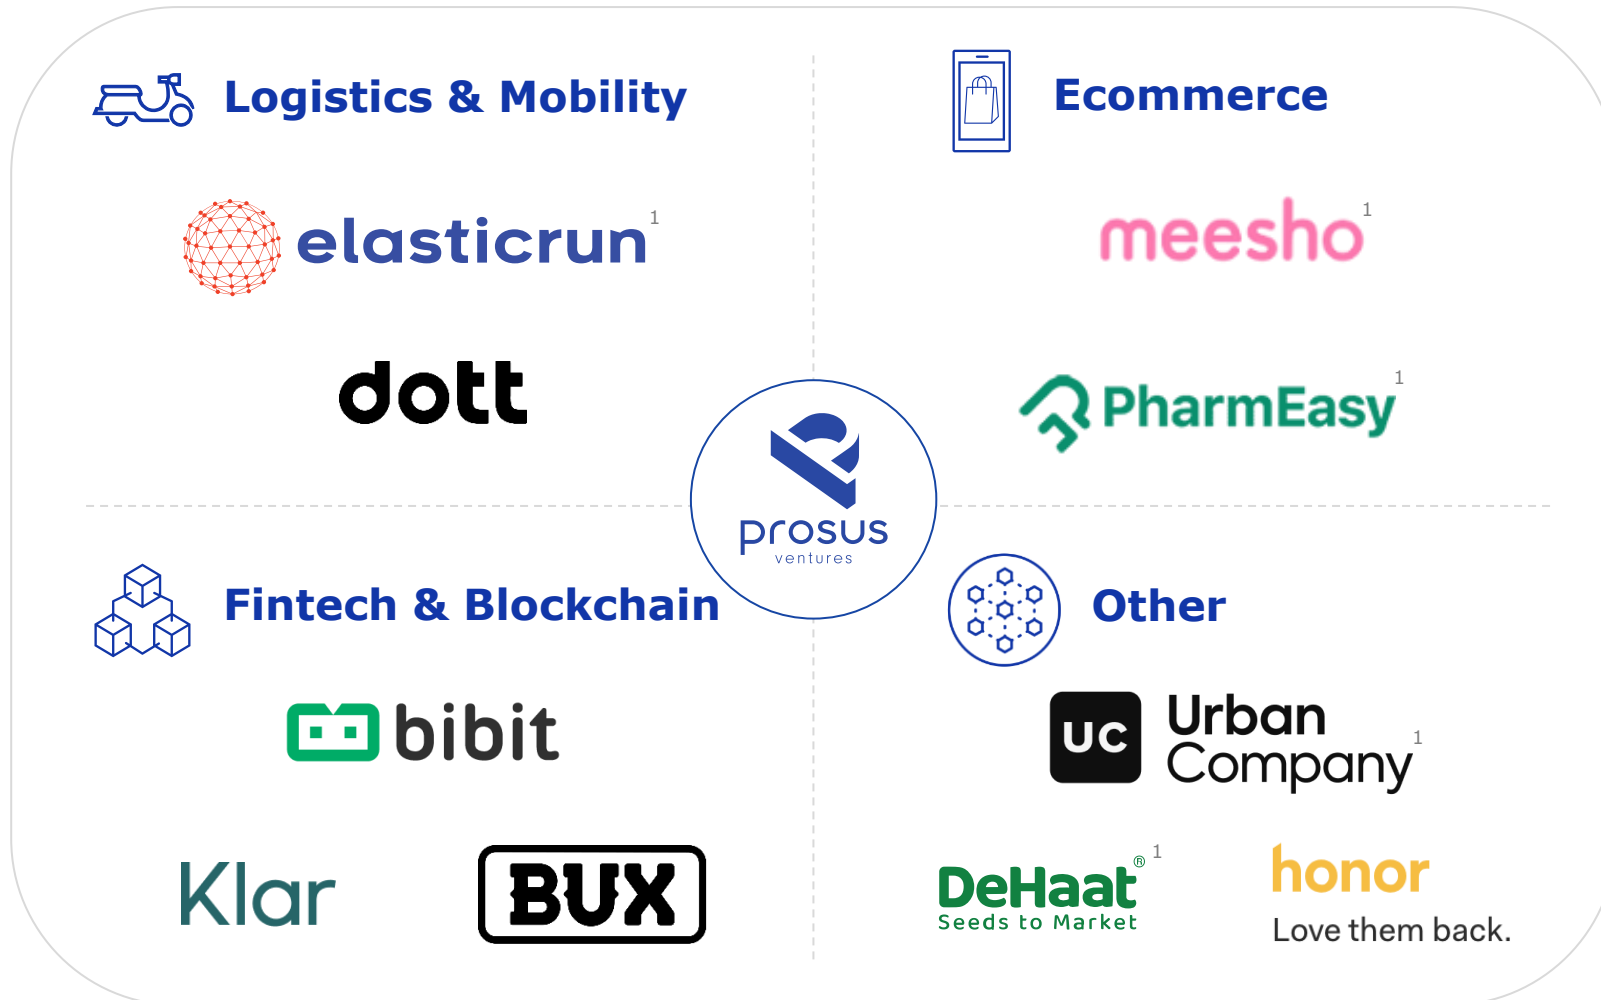 Logistics & Mobility
elasticrun 1
dott
Ecommerce
meesho 1
PharmEasy 1
prosus
ventures
Fintech & Blockchain
bibit
Klar
BUX
Other
UC
Urban
Company 1
DeHaat ® 1
Seeds to Market
honor
Love them back.